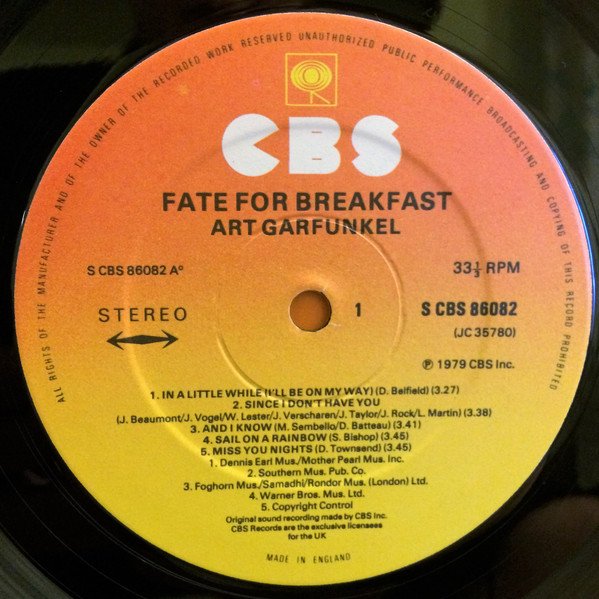 ALL RIGHTS OF THE MANUFACTURER AND OF THE OWNER OF THE RECORDED WORK RESERVED UNAUTHORIZED PUBLIC PERFORMANCE BROADCASTING AND COPYING OF THIS RECORD PROHIBITED
CBS
FATE FOR BREAKFAST
ART GARFUNKEL
S CBS 86082 A°
33⅓ RPM
STEREO
1
S CBS 86082
(JC 35780)
℗ 1979 CBS Inc.
1. IN A LITTLE WHILE (I'LL BE ON MY WAY) (D. Belfield) (3.27)
2. SINCE I DON'T HAVE YOU
(J. Beaumont/J. Vogel/W. Lester/J. Verscharen/J. Taylor/J. Rock/L. Martin) (3.38)
3. AND I KNOW (M. Sembello/D. Batteau) (3.41)
4. SAIL ON A RAINBOW (S. Bishop) (3.45)
5. MISS YOU NIGHTS (D. Townsend) (3.45)
1. Dennis Earl Mus./Mother Pearl Mus. Inc.
2. Southern Mus. Pub. Co.
3. Foghorn Mus./Samadhi/Rondor Mus. (London) Ltd.
4. Warner Bros. Mus. Ltd.
5. Copyright Control
Original sound recording made by CBS Inc.
CBS Records are the exclusive licensees
for the UK
MADE IN ENGLAND